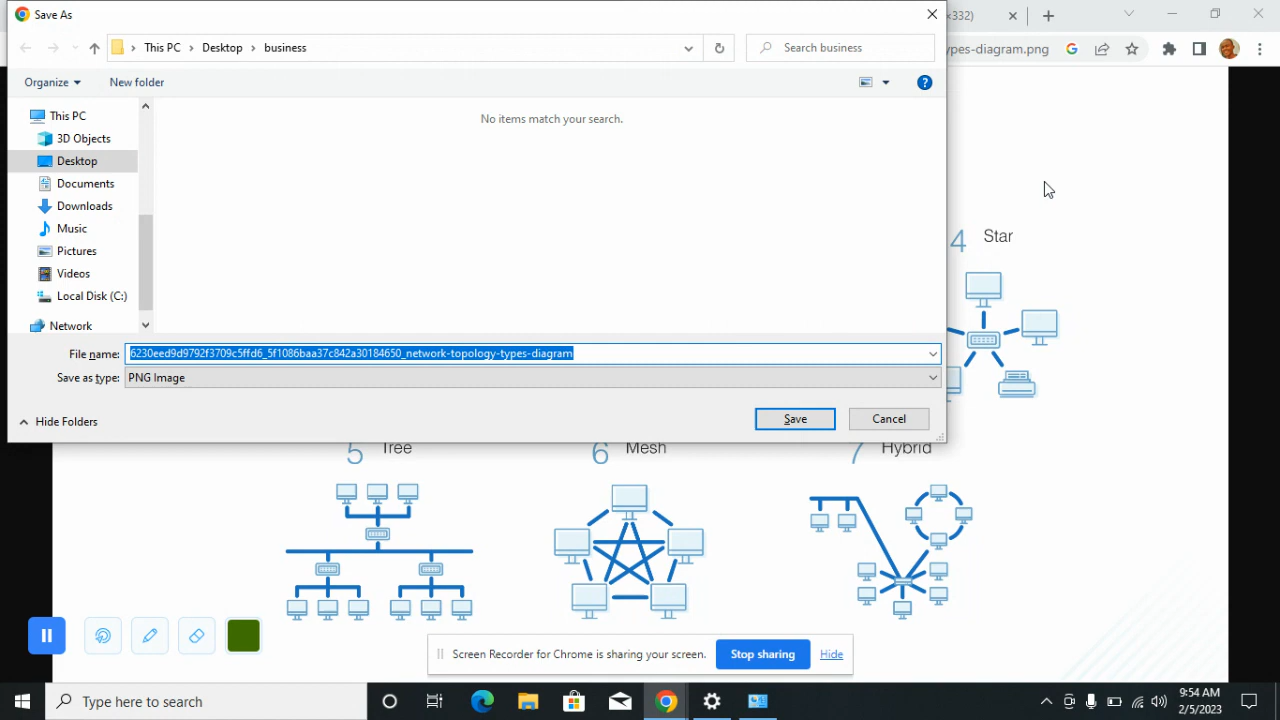 Save As
×332)
This PC
Desktop
business
Search business
ypes-diagram.png
Organize
New folder
?
This PC
3D Objects
Desktop
Documents
Downloads
Music
Pictures
Videos
Local Disk (C:)
Network
No items match your search.
4 Star
File name: 6230eed9d9792f3709c5ffd6_5f1086baa37c842a30184650_network-topology-types-diagram
Save as type: PNG Image
Hide Folders
Save
Cancel
5 Tree
6 Mesh
7 Hybrid
Screen Recorder for Chrome is sharing your screen.
Stop sharing
Hide
Type here to search
9:54 AM
2/5/2023